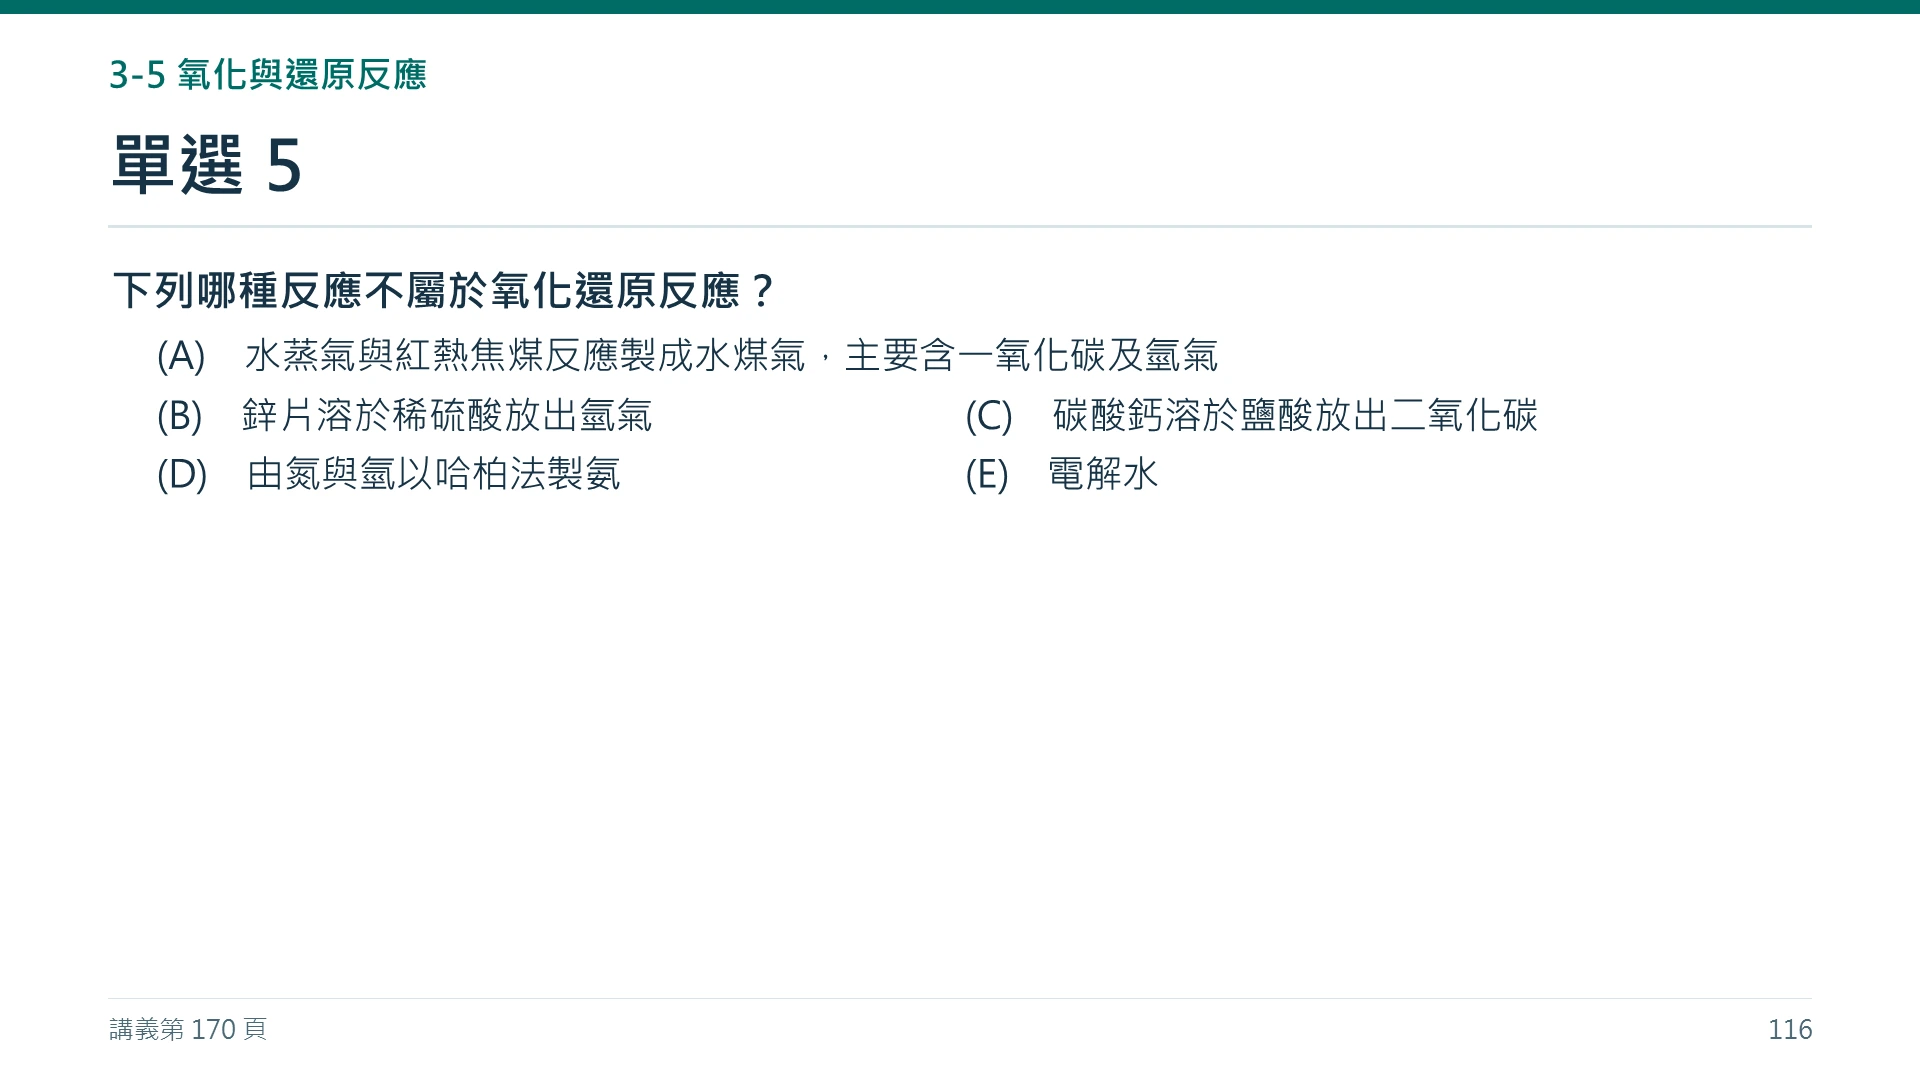 3-5 氧化與還原反應
單選 5
下列哪種反應不屬於氧化還原反應？
(A) 水蒸氣與紅熱焦煤反應製成水煤氣，主要含一氧化碳及氫氣
(B) 鋅片溶於稀硫酸放出氫氣 (C) 碳酸鈣溶於鹽酸放出二氧化碳
(D) 由氮與氫以哈柏法製氨 (E) 電解水
講義第 170 頁 116